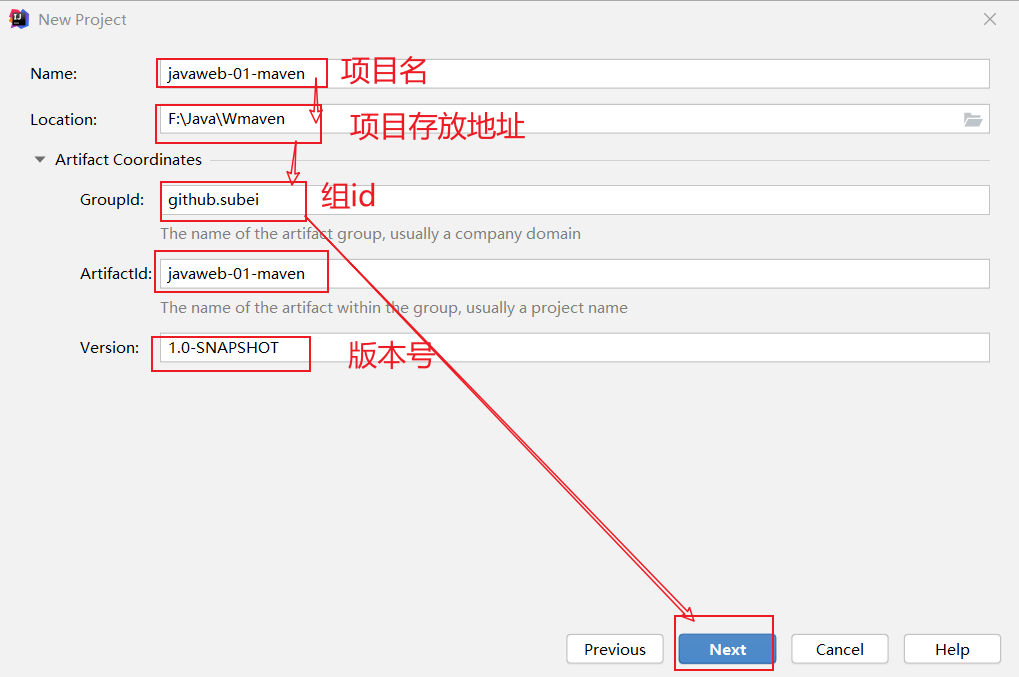 New Project
Name: javaweb-01-maven 项目名
Location: F:\Java\Wmaven 项目存放地址
Artifact Coordinates
GroupId: github.subei 组id
The name of the artifact group, usually a company domain
ArtifactId: javaweb-01-maven
The name of the artifact within the group, usually a project name
Version: 1.0-SNAPSHOT 版本号
Previous Next Cancel Help